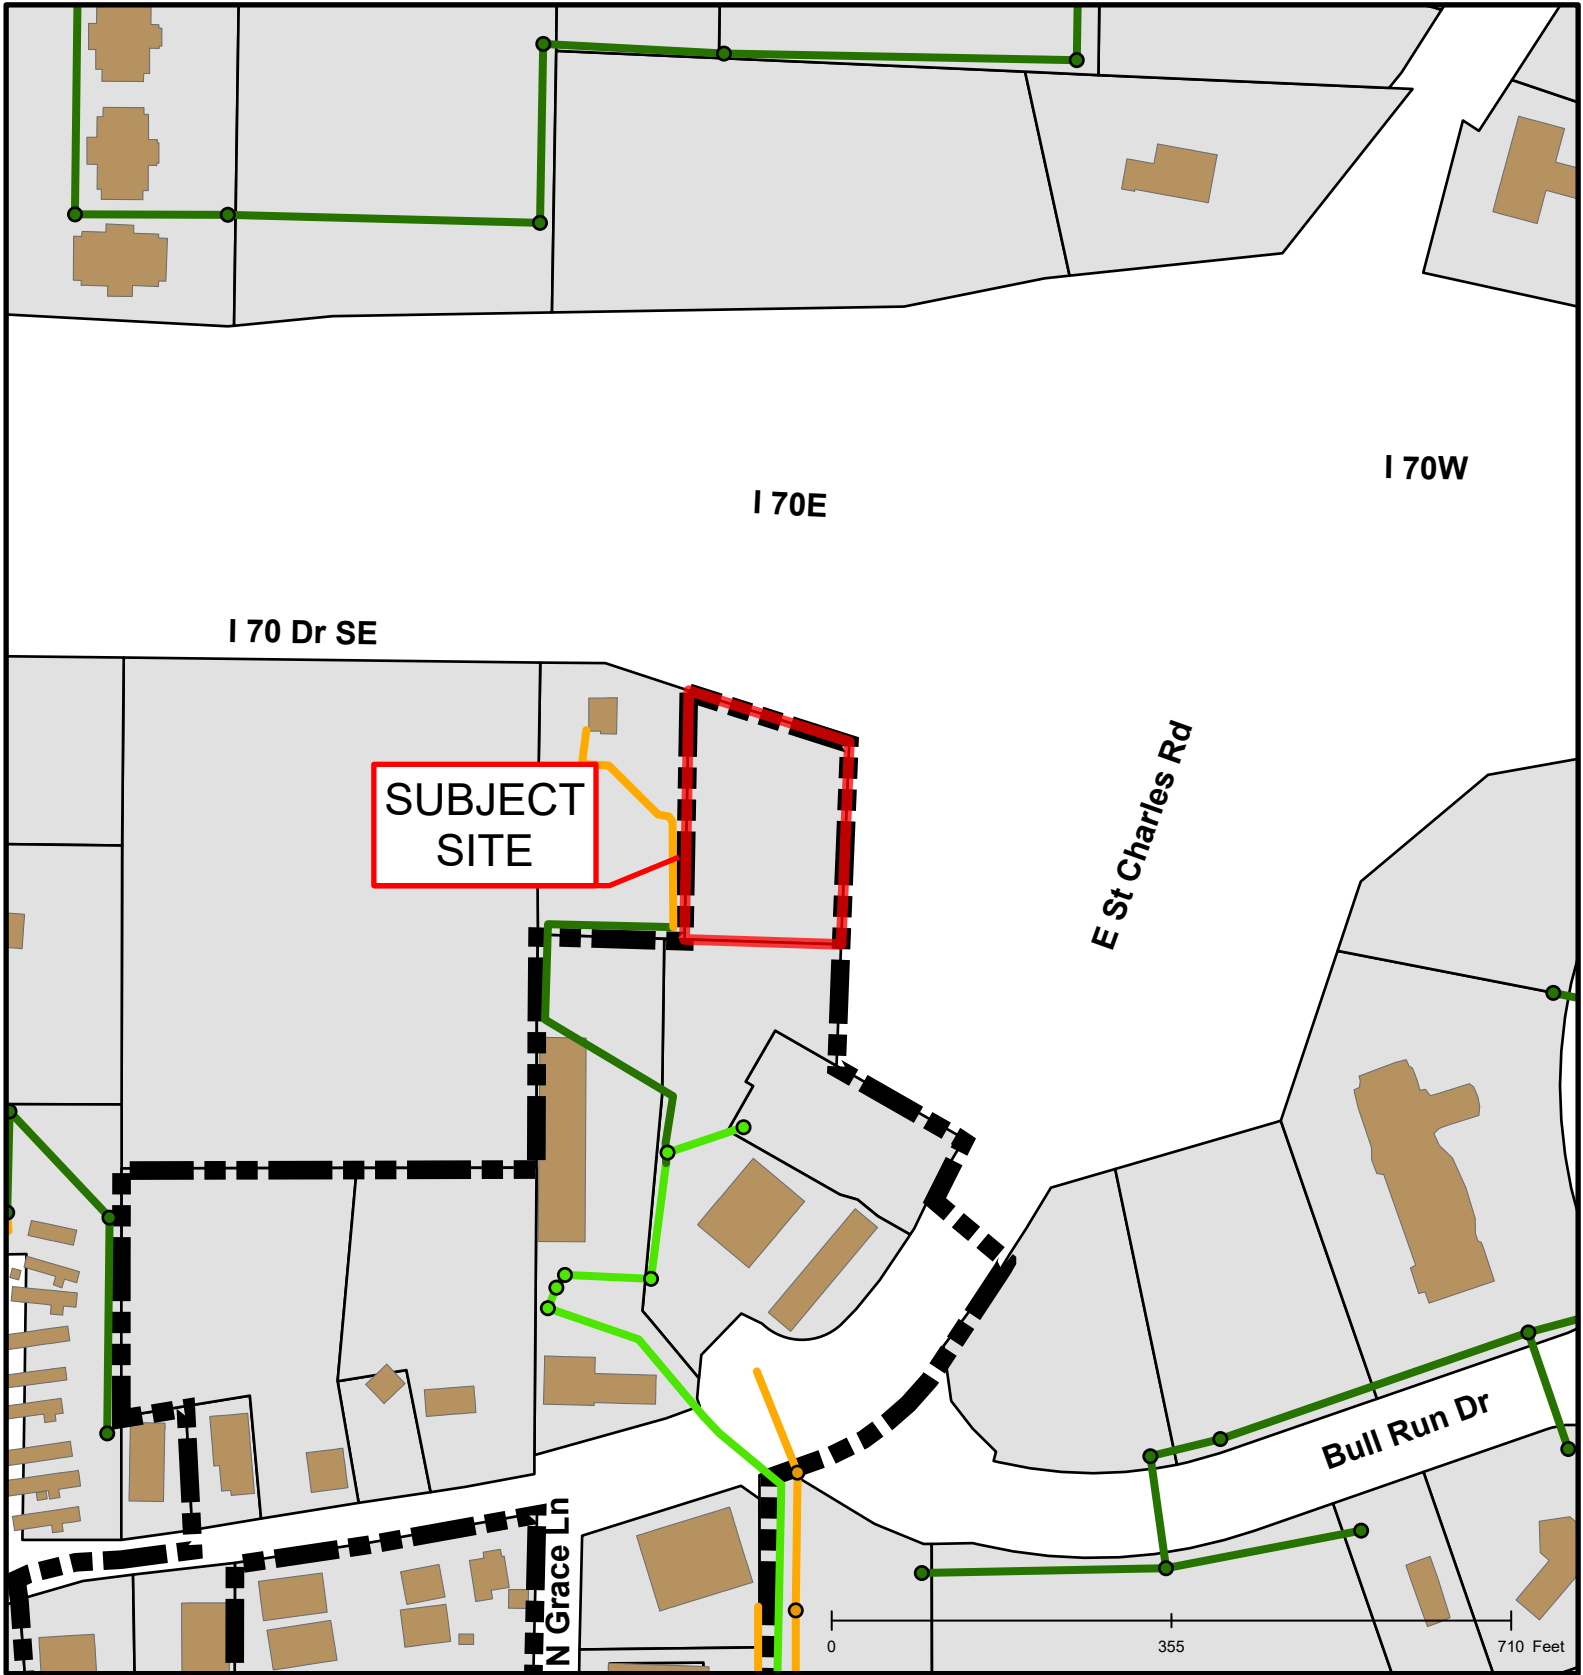 I 70W
I 70E
I 70 Dr SE
SUBJECT
SITE
E St Charles Rd
Bull Run Dr
N Grace Ln
0 355 710 Feet